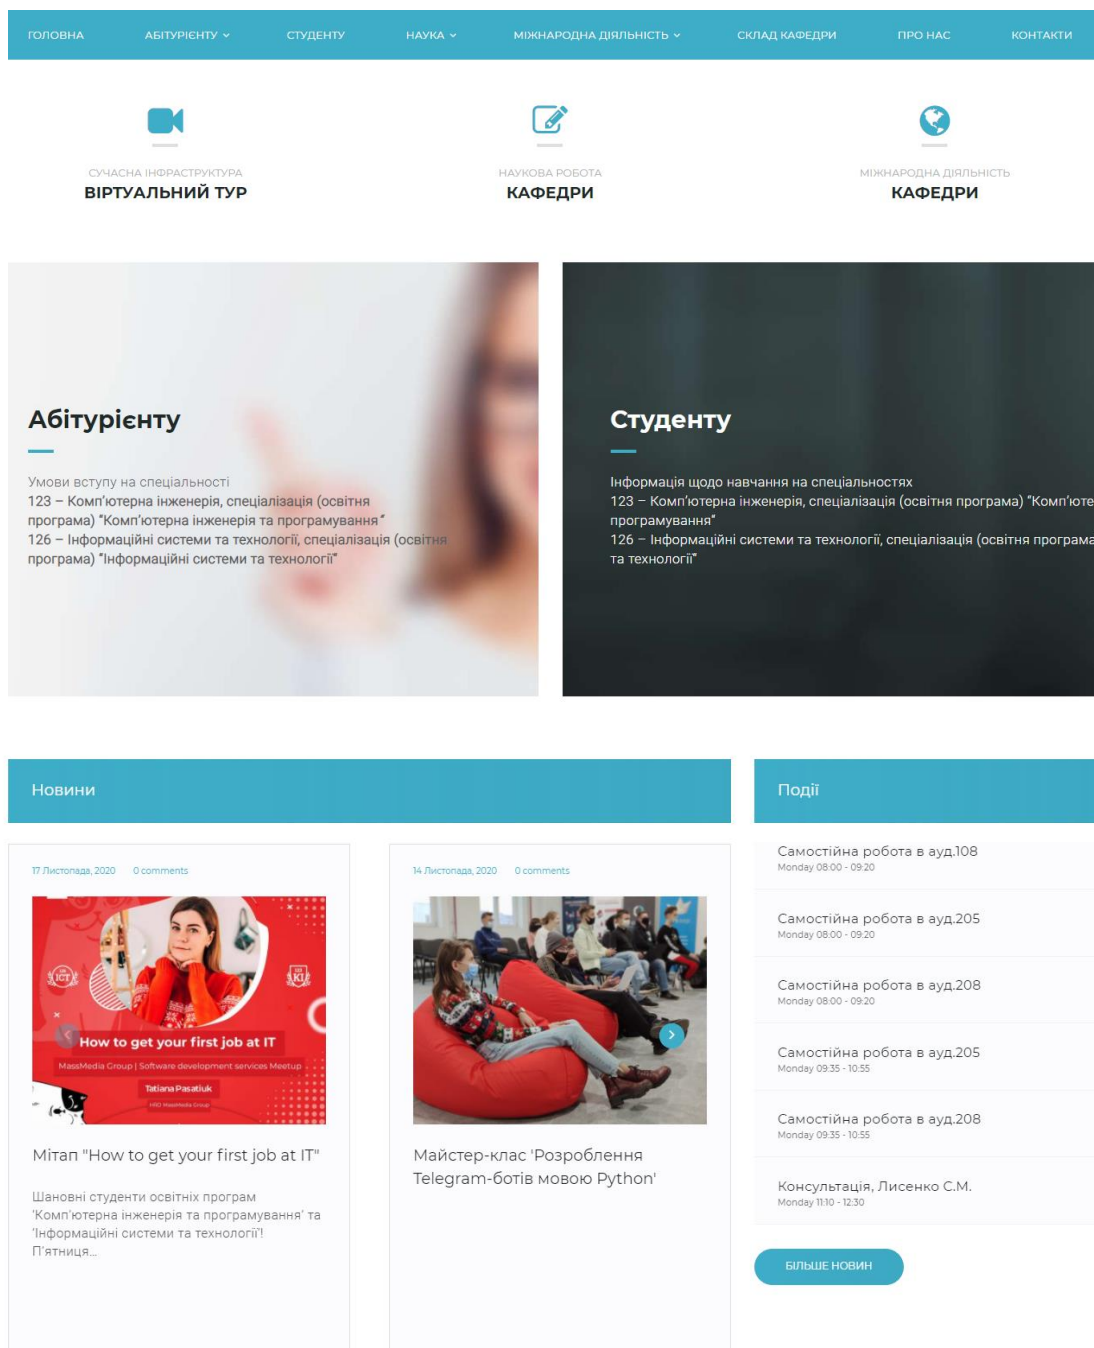 ГОЛОВНА
АБІТУРІЄНТУ
СТУДЕНТУ
НАУКА
МІЖНАРОДНА ДІЯЛЬНІСТЬ
СКЛАД КАФЕДРИ
ПРО НАС
КОНТАКТИ
СУЧАСНА ІНФРАСТРУКТУРА
ВІРТУАЛЬНИЙ ТУР
НАУКОВА РОБОТА
КАФЕДРИ
МІЖНАРОДНА ДІЯЛЬНІСТЬ
КАФЕДРИ
Абітурієнту
Умови вступу на спеціальності
123 – Комп’ютерна інженерія, спеціалізація (освітня
програма) “Комп’ютерна інженерія та програмування”
126 – Інформаційні системи та технології, спеціалізація (освітня
програма) “Інформаційні системи та технології”
Студенту
Інформація щодо навчання на спеціальностях
123 – Комп’ютерна інженерія, спеціалізація (освітня програма) “Комп’юте
програмування”
126 – Інформаційні системи та технології, спеціалізація (освітня програма
та технології”
Новини
17 Листопада, 2020 0 comments
ICT
KI
How to get your first job at IT
MassMedia Group | Software development services Meetup
Tatiana Pasatiuk
HRD MassMedia Group
Мітап "How to get your first job at IT"
Шановні студенти освітніх програм
'Комп'ютерна інженерія та програмування' та
'Інформаційні системи та технології'!
П'ятниця...
14 Листопада, 2020 0 comments
Майстер-клас 'Розроблення
Telegram-ботів мовою Python'
Події
Самостійна робота в ауд.108
Monday 08:00 - 09:20
Самостійна робота в ауд.205
Monday 08:00 - 09:20
Самостійна робота в ауд.208
Monday 08:00 - 09:20
Самостійна робота в ауд.205
Monday 09:35 - 10:55
Самостійна робота в ауд.208
Monday 09:35 - 10:55
Консультація, Лисенко С.М.
Monday 11:10 - 12:30
БІЛЬШЕ НОВИН